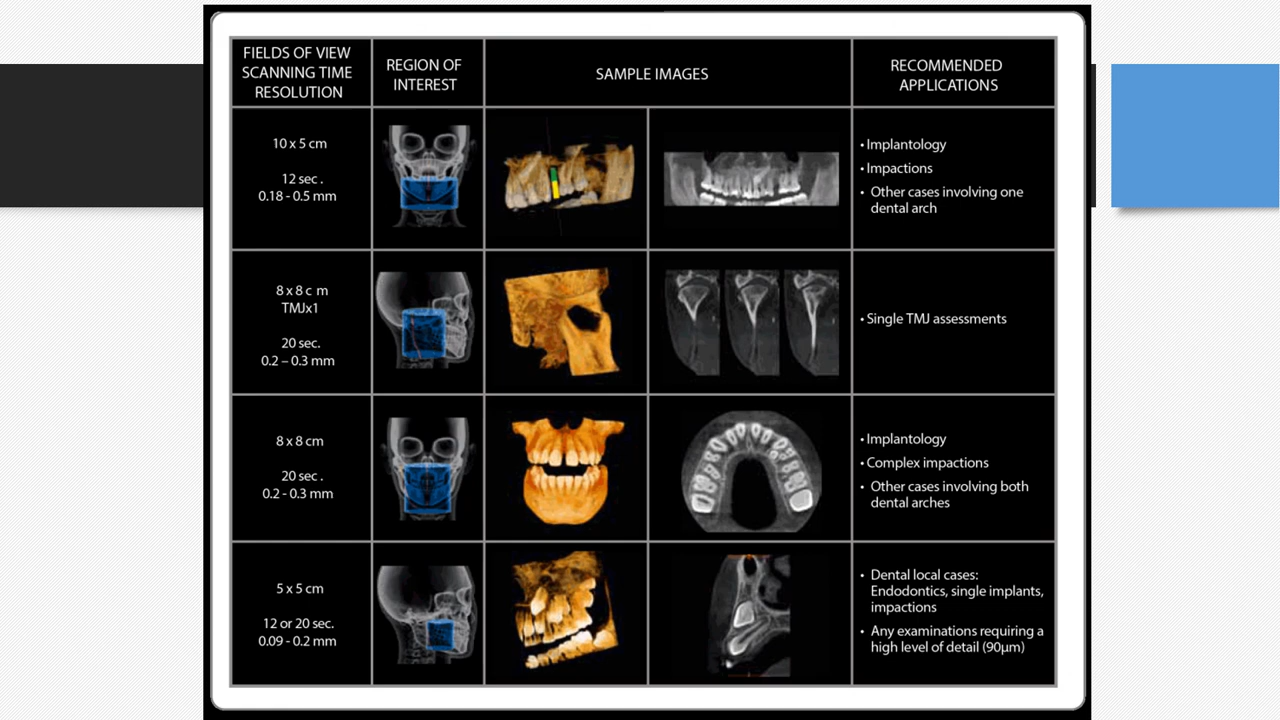 FIELDS OF VIEW
SCANNING TIME
RESOLUTION
REGION OF
INTEREST
SAMPLE IMAGES
RECOMMENDED
APPLICATIONS
10 x 5 cm
12 sec .
0.18 - 0.5 mm
• Implantology
• Impactions
• Other cases involving one
dental arch
8 x 8 c m
TMJx1
20 sec.
0.2 – 0.3 mm
• Single TMJ assessments
8 x 8 cm
20 sec .
0.2 - 0.3 mm
• Implantology
• Complex impactions
• Other cases involving both
dental arches
5 x 5 cm
12 or 20 sec.
0.09 - 0.2 mm
• Dental local cases:
Endodontics, single implants,
impactions
• Any examinations requiring a
high level of detail (90µm)